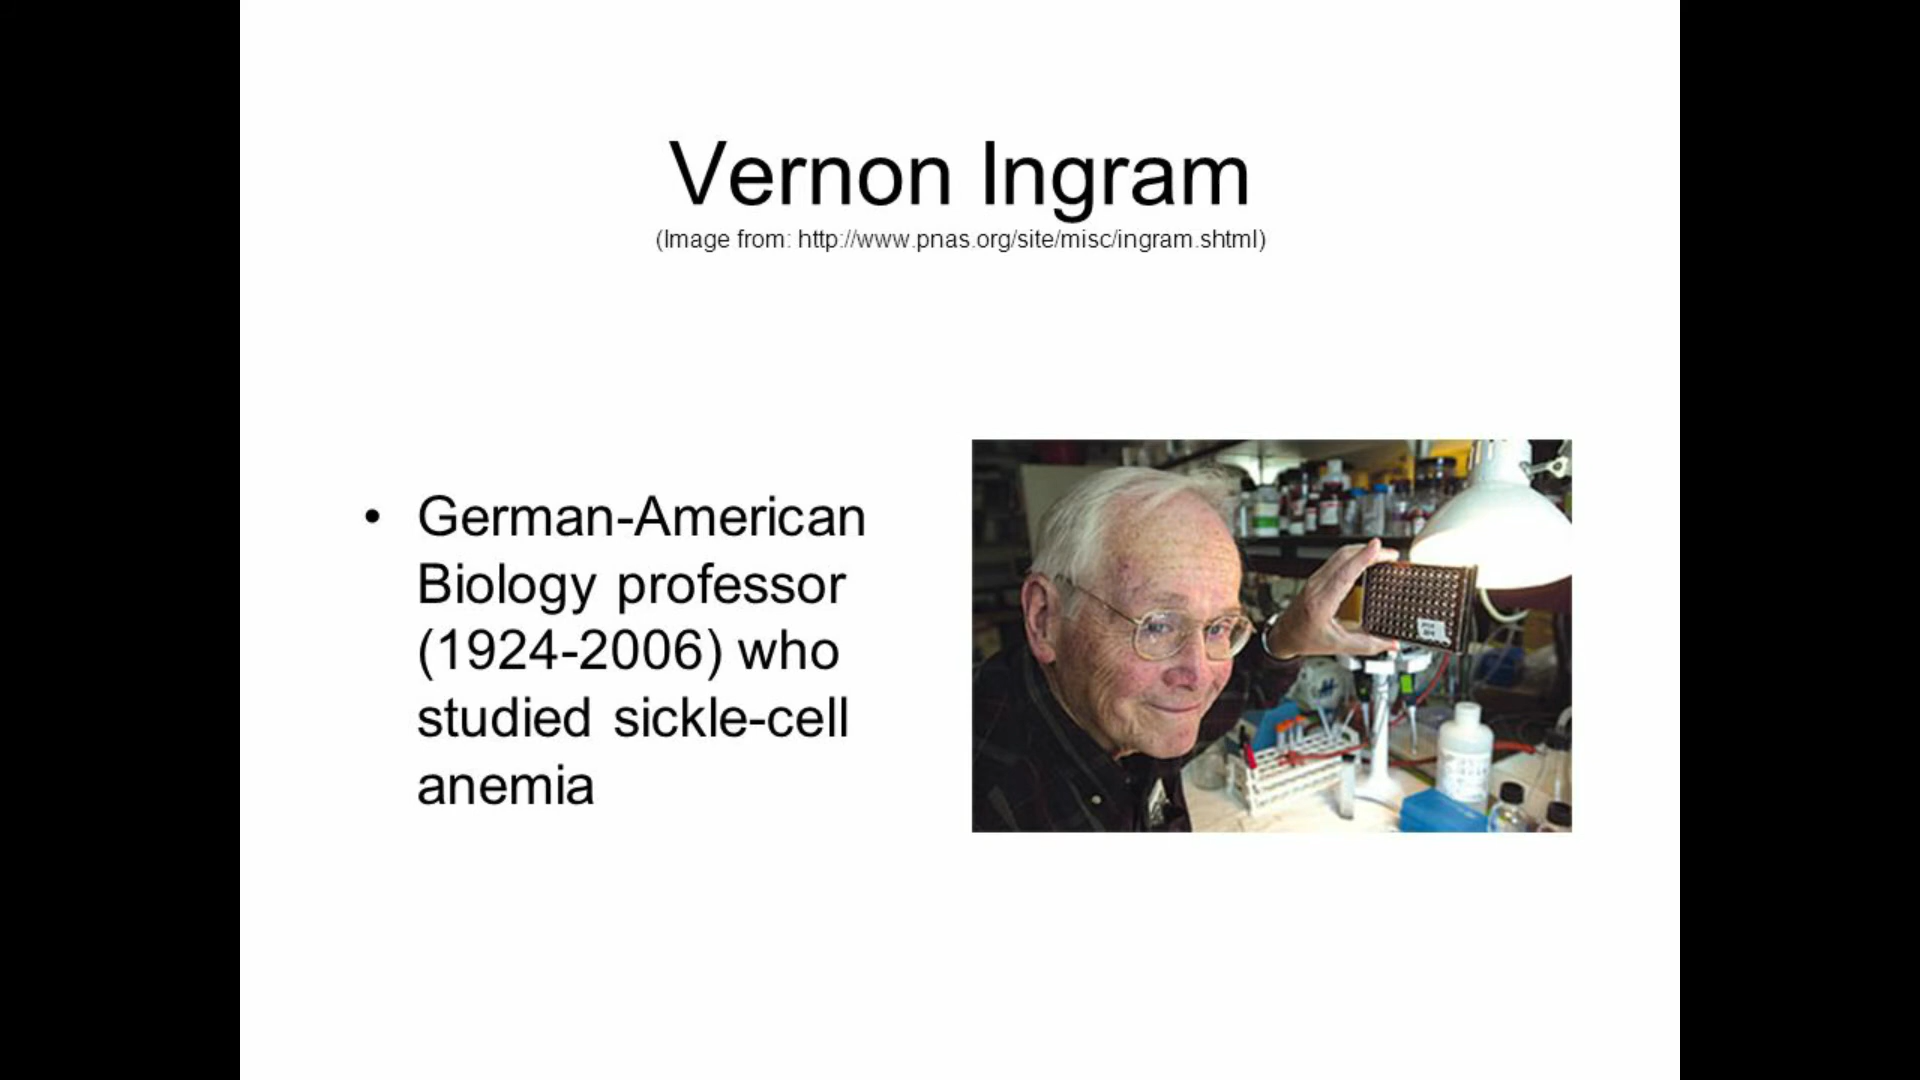 Vernon Ingram
(Image from: http://www.pnas.org/site/misc/ingram.shtml)
• German-American
Biology professor
(1924-2006) who
studied sickle-cell
anemia